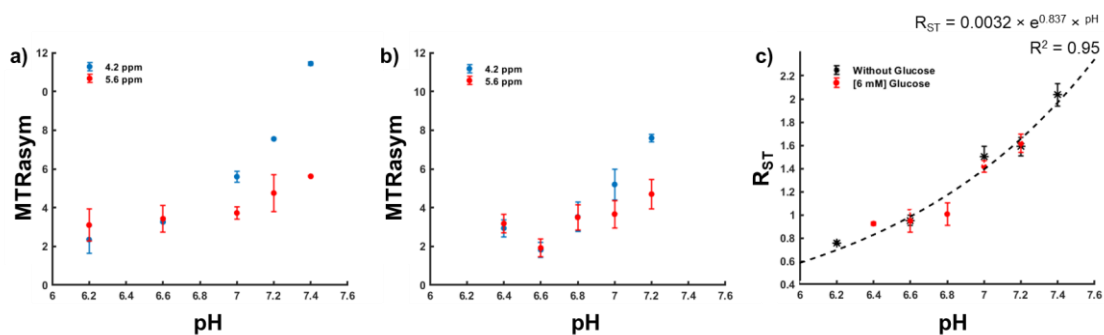 R_ST = 0.0032 × e^0.837 × pH
R² = 0.95
a)
4.2 ppm
5.6 ppm
12
10
8
6
4
2
0
MTRasym
6 6.2 6.4 6.6 6.8 7 7.2 7.4 7.6
pH
b)
4.2 ppm
5.6 ppm
12
10
8
6
4
2
0
MTRasym
6 6.2 6.4 6.6 6.8 7 7.2 7.4 7.6
pH
c)
Without Glucose
[6 mM] Glucose
2.2
2
1.8
1.6
1.4
1.2
1
0.8
0.6
0.4
R_ST
6 6.2 6.4 6.6 6.8 7 7.2 7.4 7.6
pH